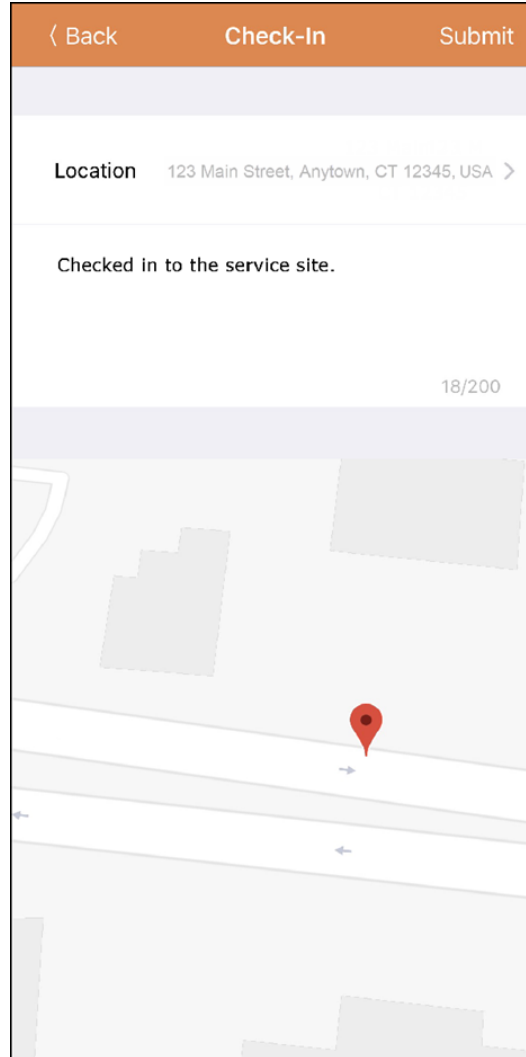 Back
Check-In
Submit
Location
123 Main Street, Anytown, CT 12345, USA
Checked in to the service site.
18/200